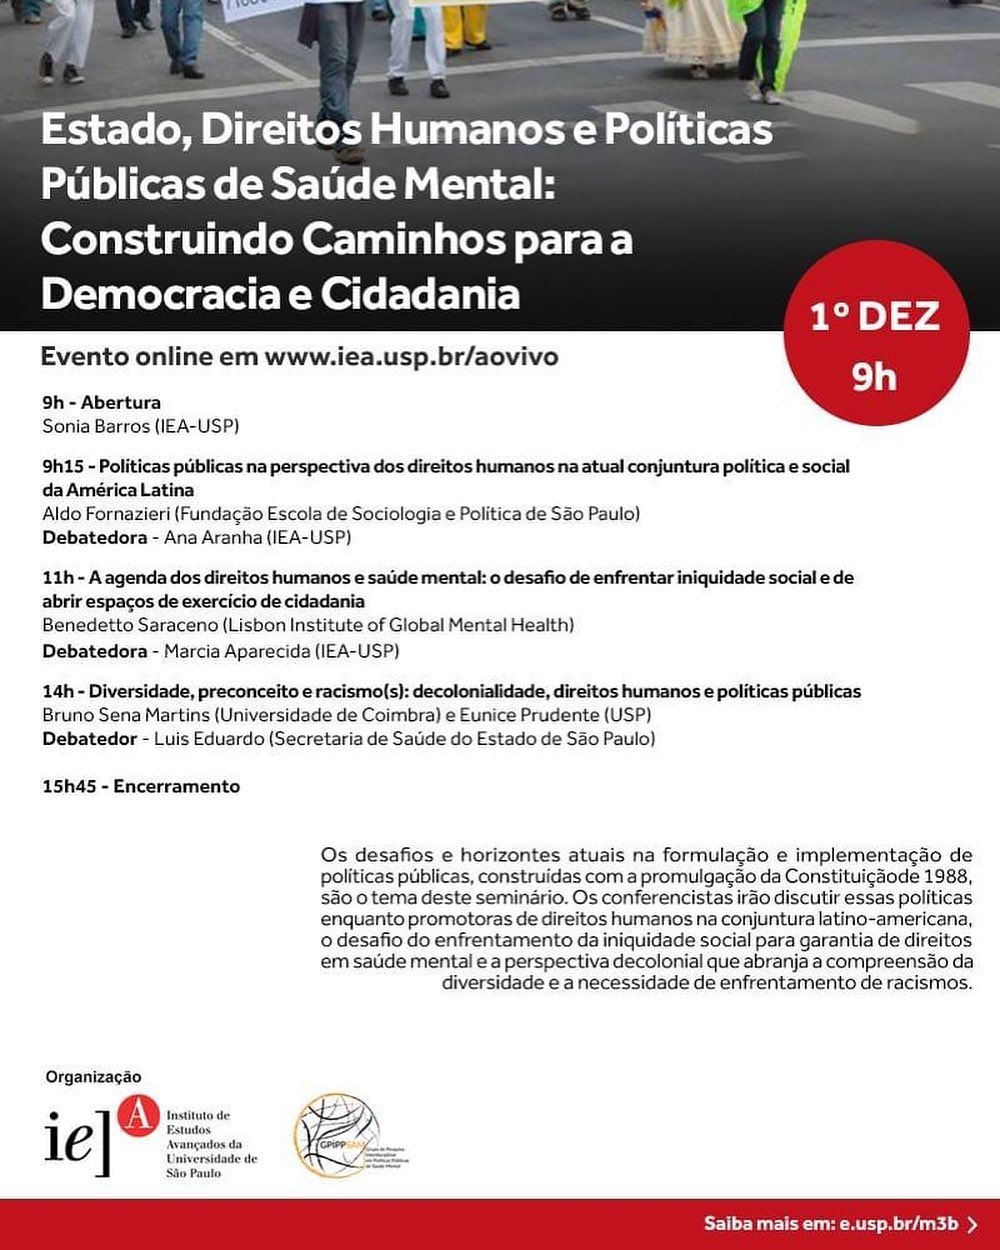 Estado, Direitos Humanos e Políticas
Públicas de Saúde Mental:
Construindo Caminhos para a
Democracia e Cidadania
1º DEZ
9h
Evento online em www.iea.usp.br/aovivo
9h - Abertura
Sonia Barros (IEA-USP)
9h15 - Políticas públicas na perspectiva dos direitos humanos na atual conjuntura política e social
da América Latina
Aldo Fornazieri (Fundação Escola de Sociologia e Política de São Paulo)
Debatedora - Ana Aranha (IEA-USP)
11h - A agenda dos direitos humanos e saúde mental: o desafio de enfrentar iniquidade social e de
abrir espaços de exercício de cidadania
Benedetto Saraceno (Lisbon Institute of Global Mental Health)
Debatedora - Marcia Aparecida (IEA-USP)
14h - Diversidade, preconceito e racismo(s): decolonialidade, direitos humanos e políticas públicas
Bruno Sena Martins (Universidade de Coimbra) e Eunice Prudente (USP)
Debatedor - Luis Eduardo (Secretaria de Saúde do Estado de São Paulo)
15h45 - Encerramento
Os desafios e horizontes atuais na formulação e implementação de
políticas públicas, construídas com a promulgação da Constituiçãode 1988,
são o tema deste seminário. Os conferencistas irão discutir essas políticas
enquanto promotoras de direitos humanos na conjuntura latino-americana,
o desafio do enfrentamento da iniquidade social para garantia de direitos
em saúde mental e a perspectiva decolonial que abranja a compreensão da
diversidade e a necessidade de enfrentamento de racismos.
Organização
ie] A
Instituto de
Estudos
Avançados da
Universidade de
São Paulo
GPIPPSAM
Grupo de Pesquisa
Interdisciplinar
em Políticas Públicas
de Saúde Mental
Saiba mais em: e.usp.br/m3b